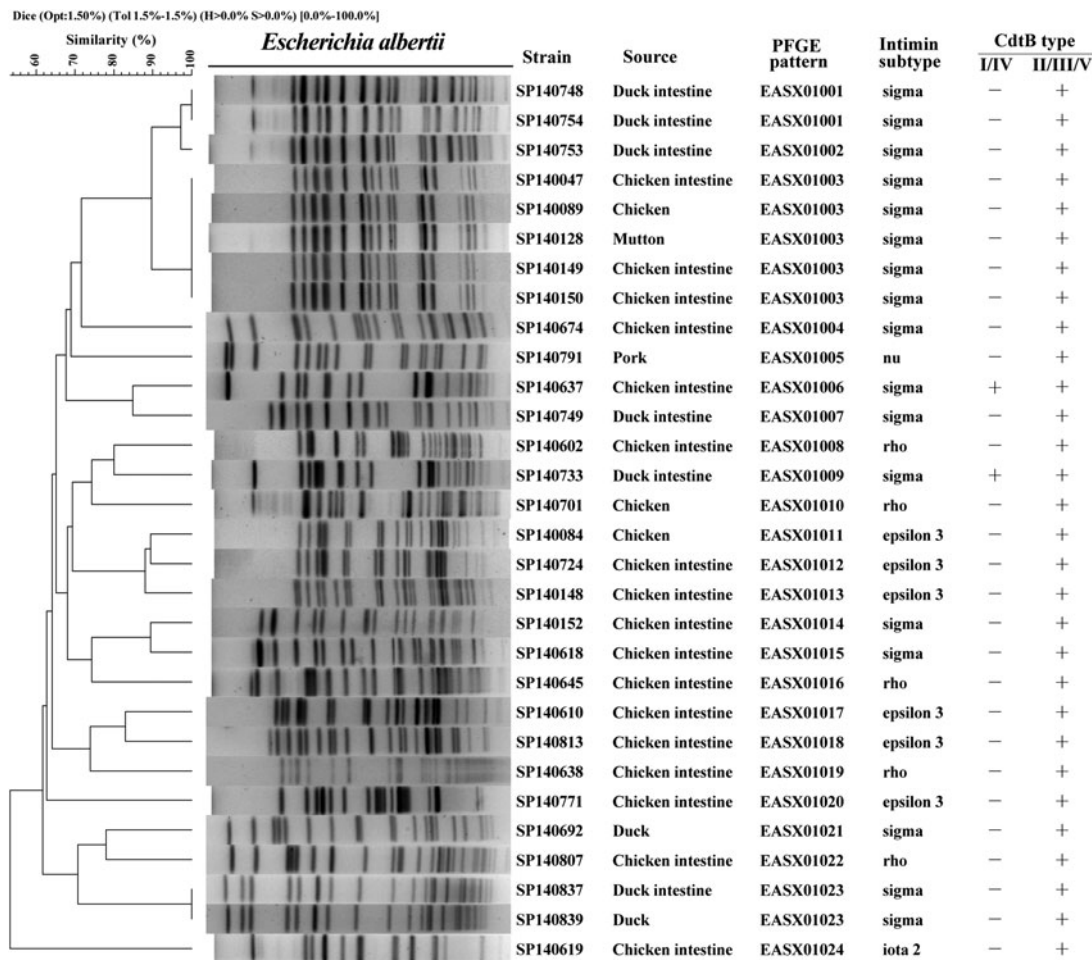 Dice (Opt:1.50%) (Tol 1.5%-1.5%) (H>0.0% S>0.0%) [0.0%-100.0%]
Similarity (%) Escherichia albertii Strain Source PFGE pattern Intimin subtype CdtB type
60 70 80 90 100 I/IV II/III/V
SP140748 Duck intestine EASX01001 sigma − +
SP140754 Duck intestine EASX01001 sigma − +
SP140753 Duck intestine EASX01002 sigma − +
SP140047 Chicken intestine EASX01003 sigma − +
SP140089 Chicken EASX01003 sigma − +
SP140128 Mutton EASX01003 sigma − +
SP140149 Chicken intestine EASX01003 sigma − +
SP140150 Chicken intestine EASX01003 sigma − +
SP140674 Chicken intestine EASX01004 sigma − +
SP140791 Pork EASX01005 nu − +
SP140637 Chicken intestine EASX01006 sigma + +
SP140749 Duck intestine EASX01007 sigma − +
SP140602 Chicken intestine EASX01008 rho − +
SP140733 Duck intestine EASX01009 sigma + +
SP140701 Chicken EASX01010 rho − +
SP140084 Chicken EASX01011 epsilon 3 − +
SP140724 Chicken intestine EASX01012 epsilon 3 − +
SP140148 Chicken intestine EASX01013 epsilon 3 − +
SP140152 Chicken intestine EASX01014 sigma − +
SP140618 Chicken intestine EASX01015 sigma − +
SP140645 Chicken intestine EASX01016 rho − +
SP140610 Chicken intestine EASX01017 epsilon 3 − +
SP140813 Chicken intestine EASX01018 epsilon 3 − +
SP140638 Chicken intestine EASX01019 rho − +
SP140771 Chicken intestine EASX01020 epsilon 3 − +
SP140692 Duck EASX01021 sigma − +
SP140807 Chicken intestine EASX01022 rho − +
SP140837 Duck intestine EASX01023 sigma − +
SP140839 Duck EASX01023 sigma − +
SP140619 Chicken intestine EASX01024 iota 2 − +